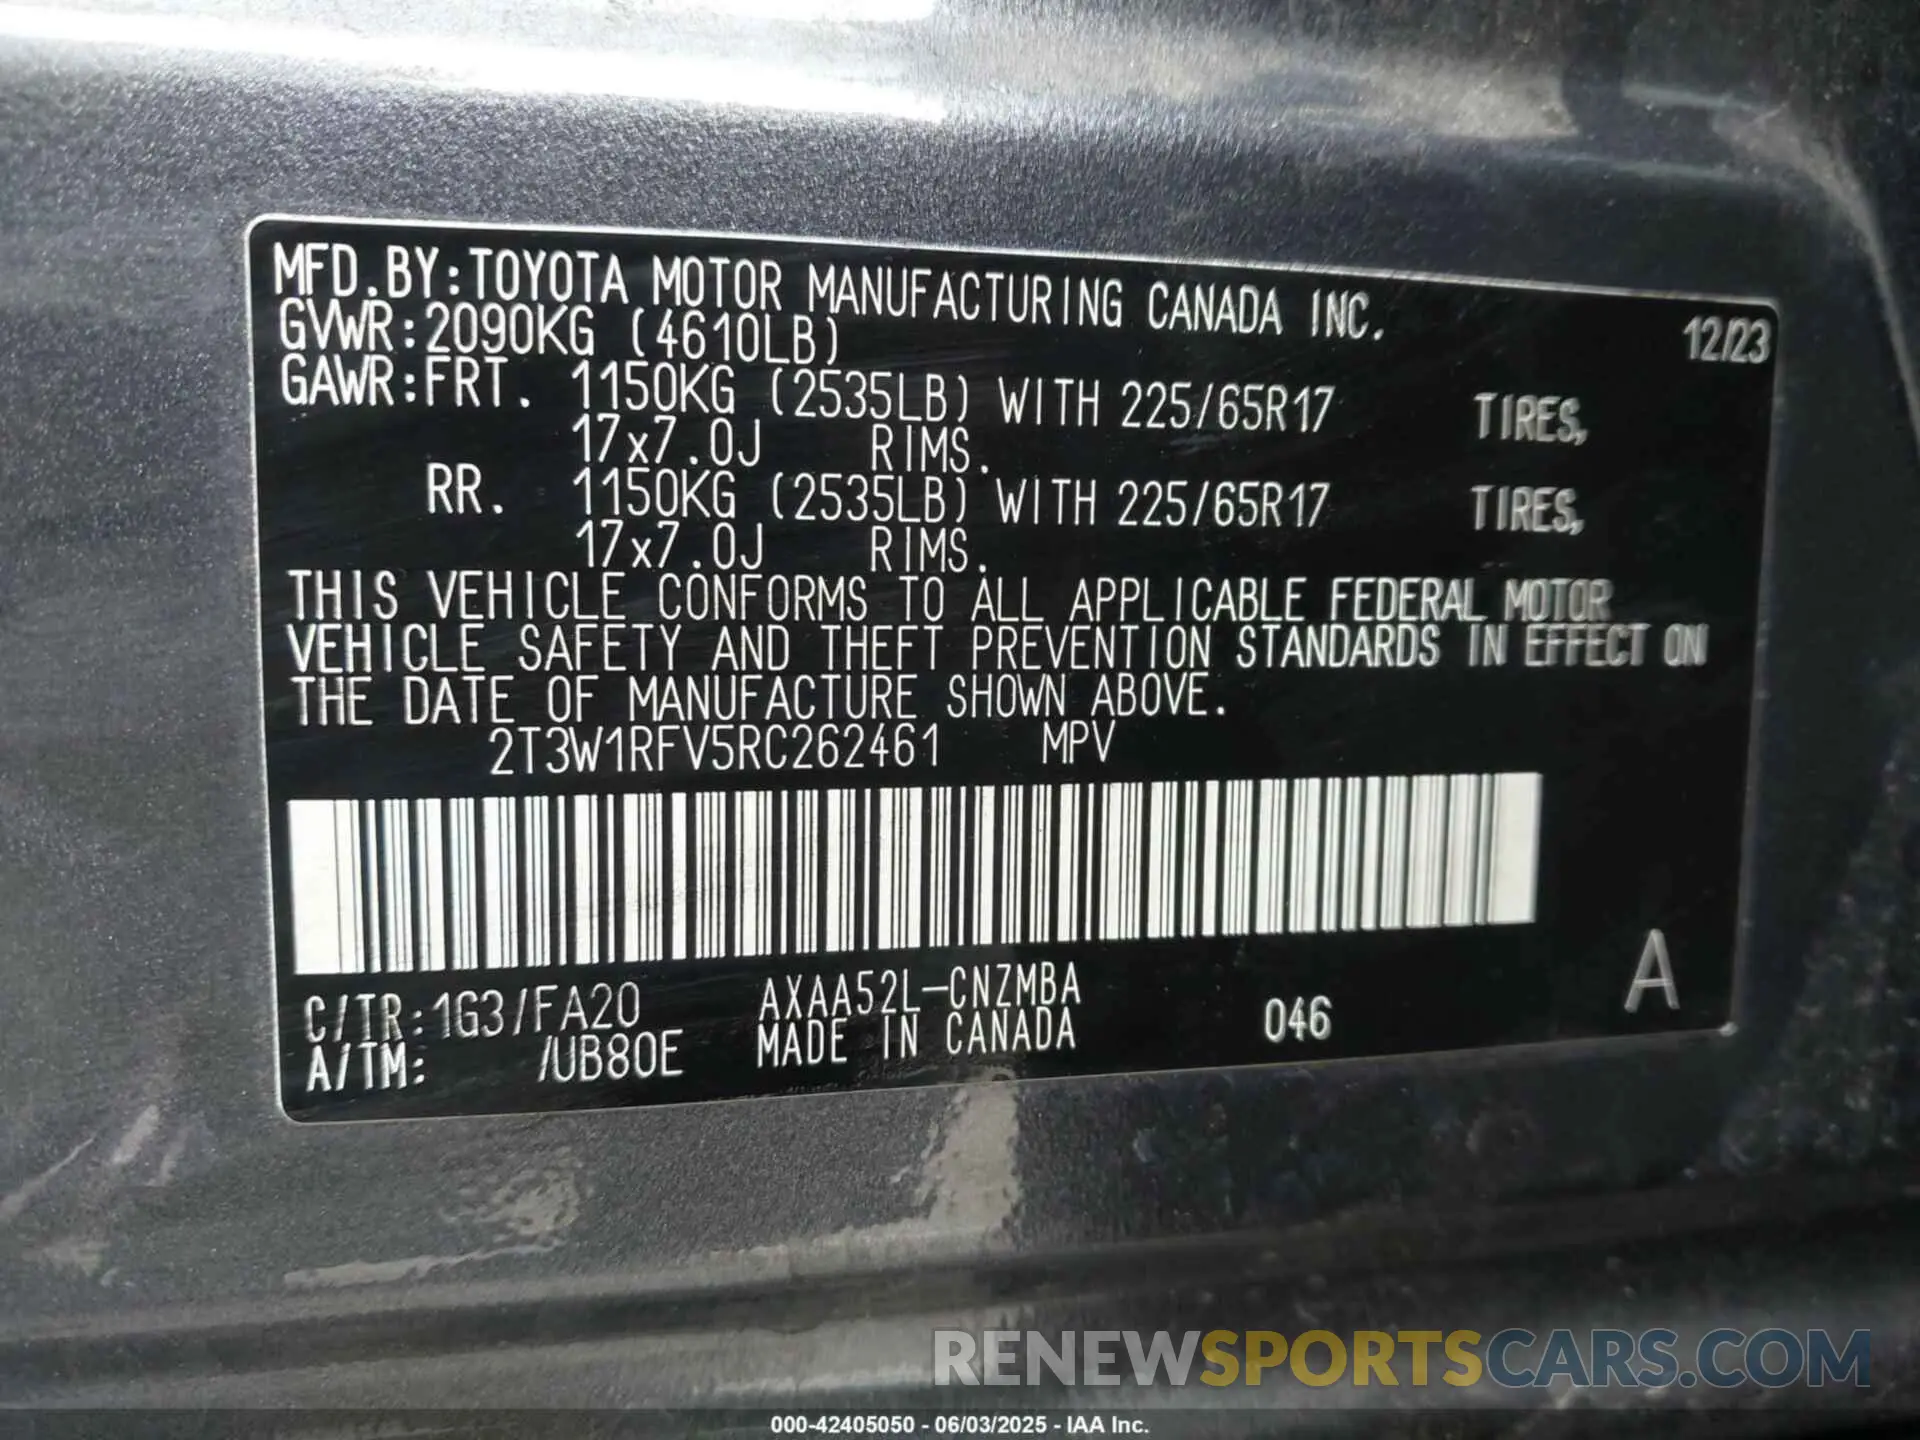 MFD.BY:TOYOTA MOTOR MANUFACTURING CANADA INC.
12/23
GVWR:2090KG (4610LB)
GAWR:FRT. 1150KG (2535LB) WITH 225/65R17 TIRES,
17x7.0J RIMS.
RR. 1150KG (2535LB) WITH 225/65R17 TIRES,
17x7.0J RIMS.
THIS VEHICLE CONFORMS TO ALL APPLICABLE FEDERAL MOTOR
VEHICLE SAFETY AND THEFT PREVENTION STANDARDS IN EFFECT ON
THE DATE OF MANUFACTURE SHOWN ABOVE.
2T3W1RFV5RC262461 MPV
C/TR:1G3/FA20 AXAA52L-CNZMBA
A/TM: /UB80E MADE IN CANADA 046 A
RENEWSPORTSCARS.COM
000-42405050 - 06/03/2025 - IAA Inc.